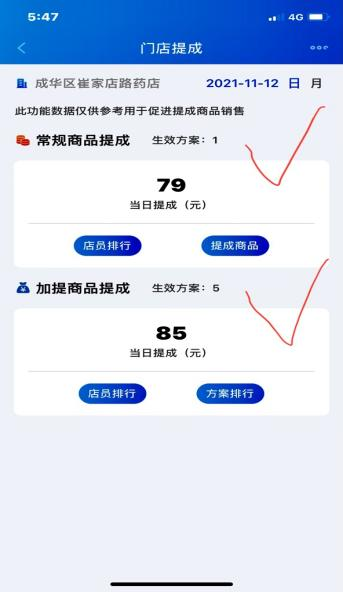 5:47
4G
门店提成
成华区崔家店路药店 2021-11-12 日 月
此功能数据仅供参考用于促进提成商品销售
常规商品提成 生效方案：1
79
当日提成（元）
店员排行 提成商品
加提商品提成 生效方案：5
85
当日提成（元）
店员排行 方案排行